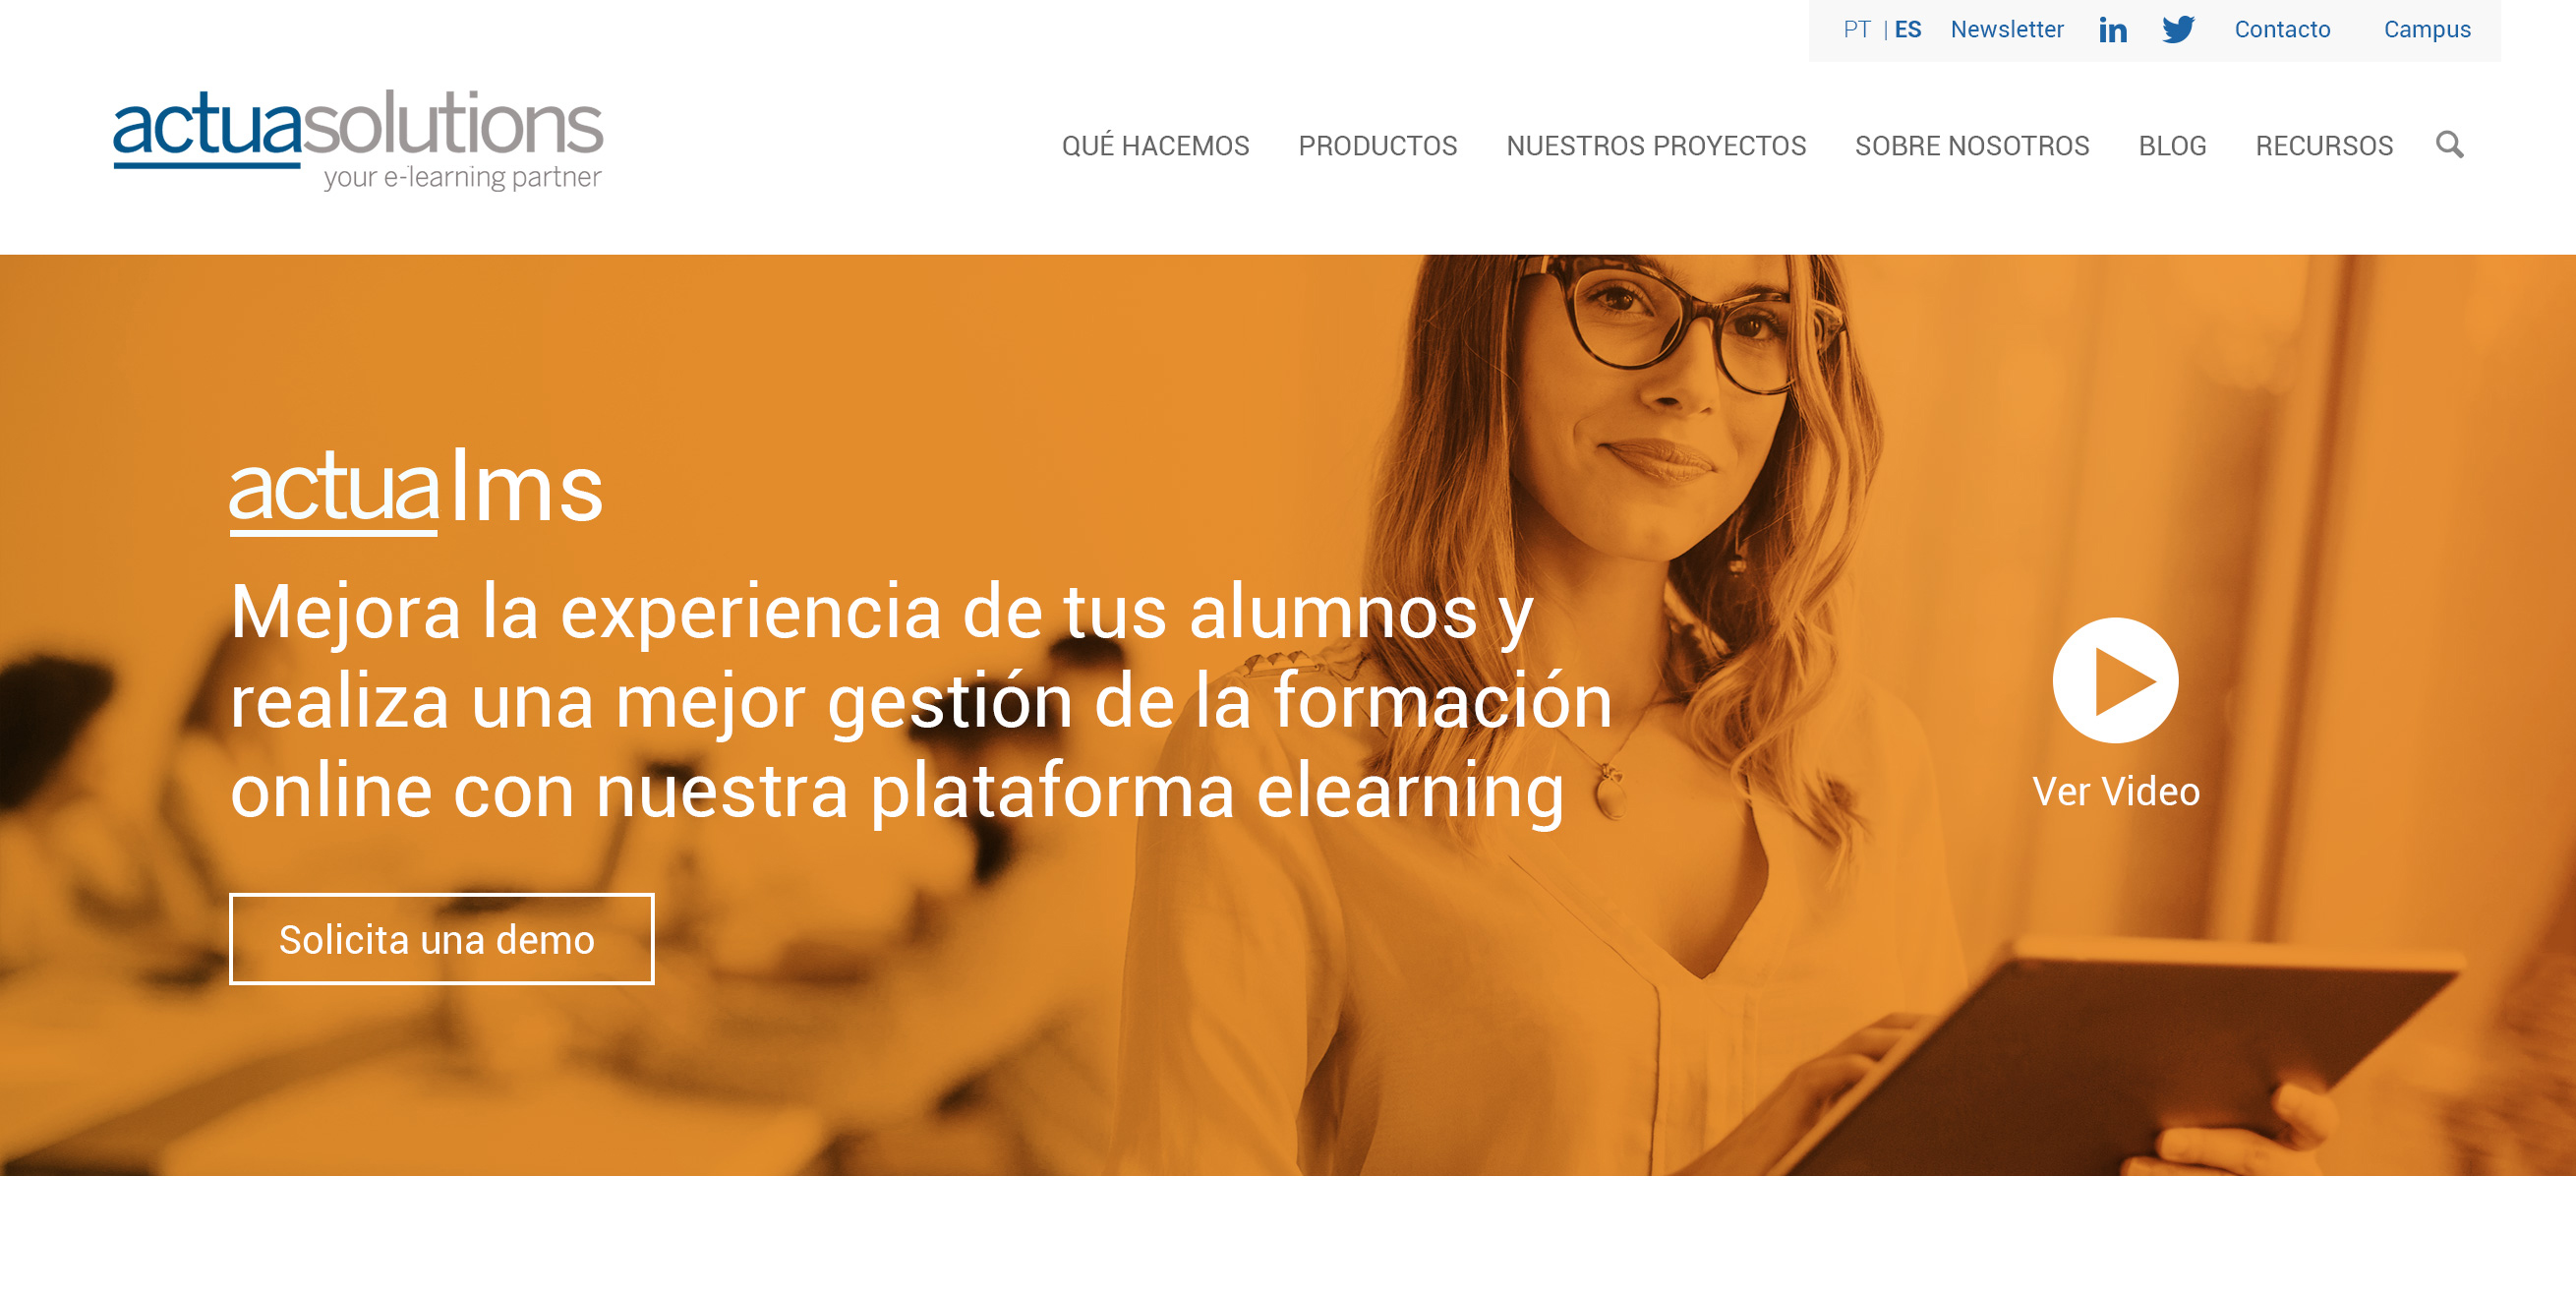 PT | ES Newsletter in Contacto Campus
actuasolutions
your e-learning partner
QUÉ HACEMOS PRODUCTOS NUESTROS PROYECTOS SOBRE NOSOTROS BLOG RECURSOS
actua lms
Mejora la experiencia de tus alumnos y
realiza una mejor gestión de la formación
online con nuestra plataforma elearning
Ver Video
Solicita una demo